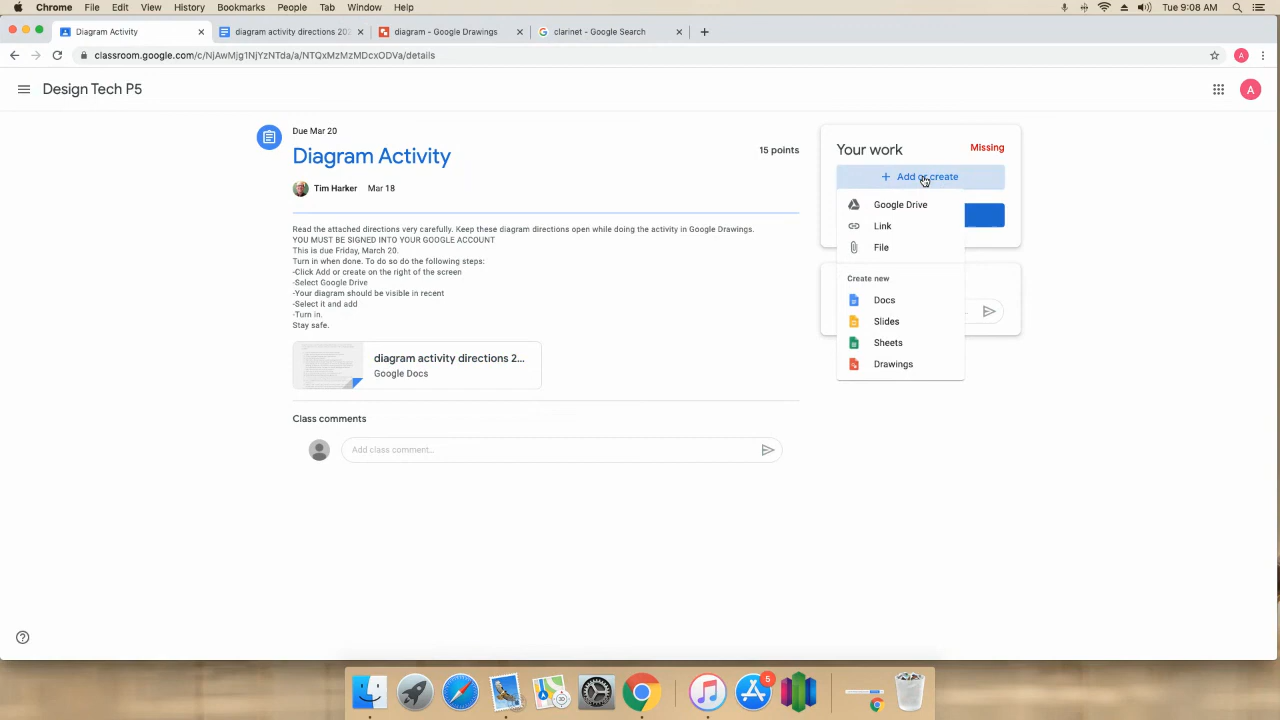 Chrome File Edit View History Bookmarks People Tab Window Help Tue 9:08 AM
Diagram Activity diagram activity directions 202 diagram - Google Drawings clarinet - Google Search
classroom.google.com/c/NjAwMjg1NjYzNTda/a/NTQxMzMzMDcxODVa/details A
Design Tech P5 A
Due Mar 20
Diagram Activity 15 points
Tim Harker Mar 18
Read the attached directions very carefully. Keep these diagram directions open while doing the activity in Google Drawings.
YOU MUST BE SIGNED INTO YOUR GOOGLE ACCOUNT
This is due Friday, March 20.
Turn in when done. To do so do the following steps:
-Click Add or create on the right of the screen
-Select Google Drive
-Your diagram should be visible in recent
-Select it and add
-Turn in.
Stay safe.
diagram activity directions 2...
Google Docs
Class comments
Add class comment...
Your work Missing
+ Add or create
Google Drive
Link
File
Create new
Docs
Slides
Sheets
Drawings
5